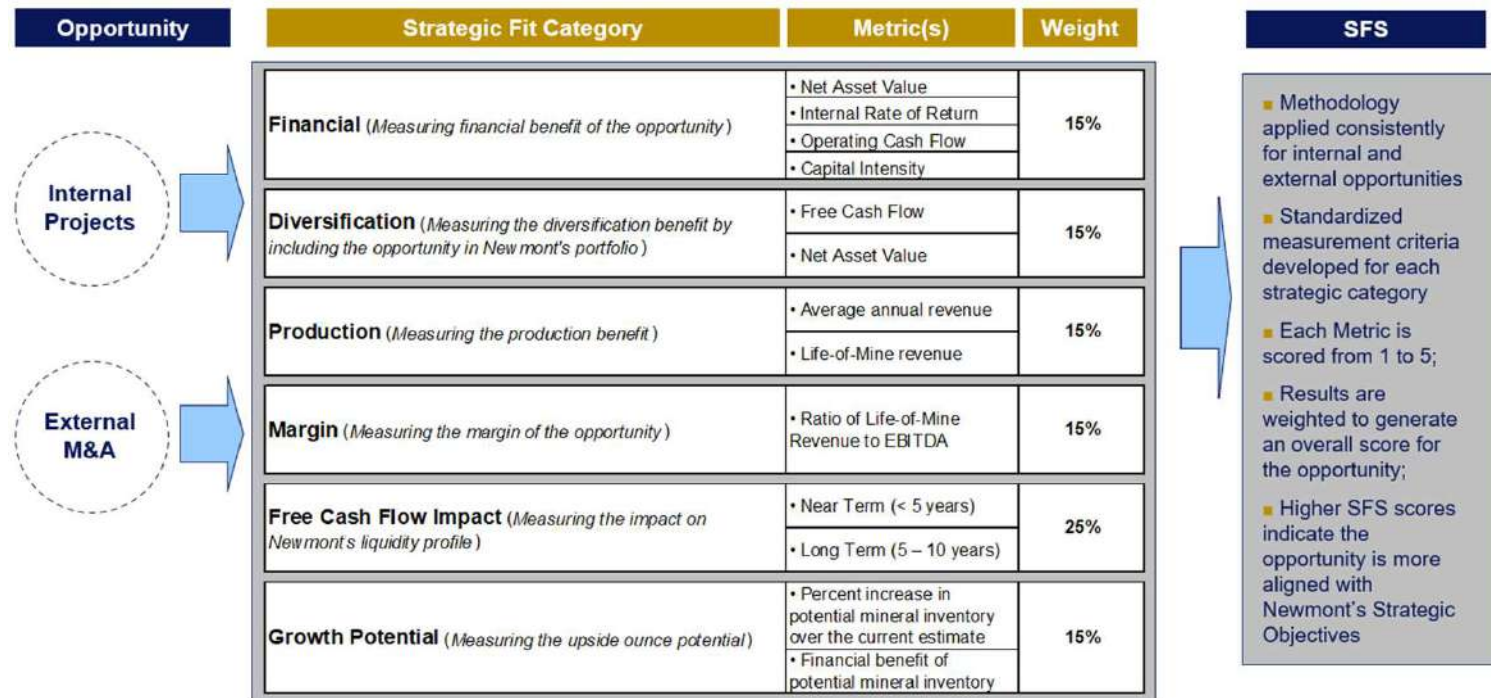 Opportunity
Strategic Fit Category
Metric(s)
Weight
SFS
Internal
Projects
External
M&A
Financial (Measuring financial benefit of the opportunity)
• Net Asset Value
• Internal Rate of Return
• Operating Cash Flow
• Capital Intensity
15%
Diversification (Measuring the diversification benefit by
including the opportunity in Newmont's portfolio)
• Free Cash Flow
• Net Asset Value
15%
Production (Measuring the production benefit)
• Average annual revenue
• Life-of-Mine revenue
15%
Margin (Measuring the margin of the opportunity)
• Ratio of Life-of-Mine
Revenue to EBITDA
15%
Free Cash Flow Impact (Measuring the impact on
Newmont's liquidity profile)
• Near Term (< 5 years)
• Long Term (5 – 10 years)
25%
Growth Potential (Measuring the upside ounce potential)
• Percent increase in
potential mineral inventory
over the current estimate
• Financial benefit of
potential mineral inventory
15%
■ Methodology
applied consistently
for internal and
external opportunities
■ Standardized
measurement criteria
developed for each
strategic category
■ Each Metric is
scored from 1 to 5;
■ Results are
weighted to generate
an overall score for
the opportunity;
■ Higher SFS scores
indicate the
opportunity is more
aligned with
Newmont's Strategic
Objectives